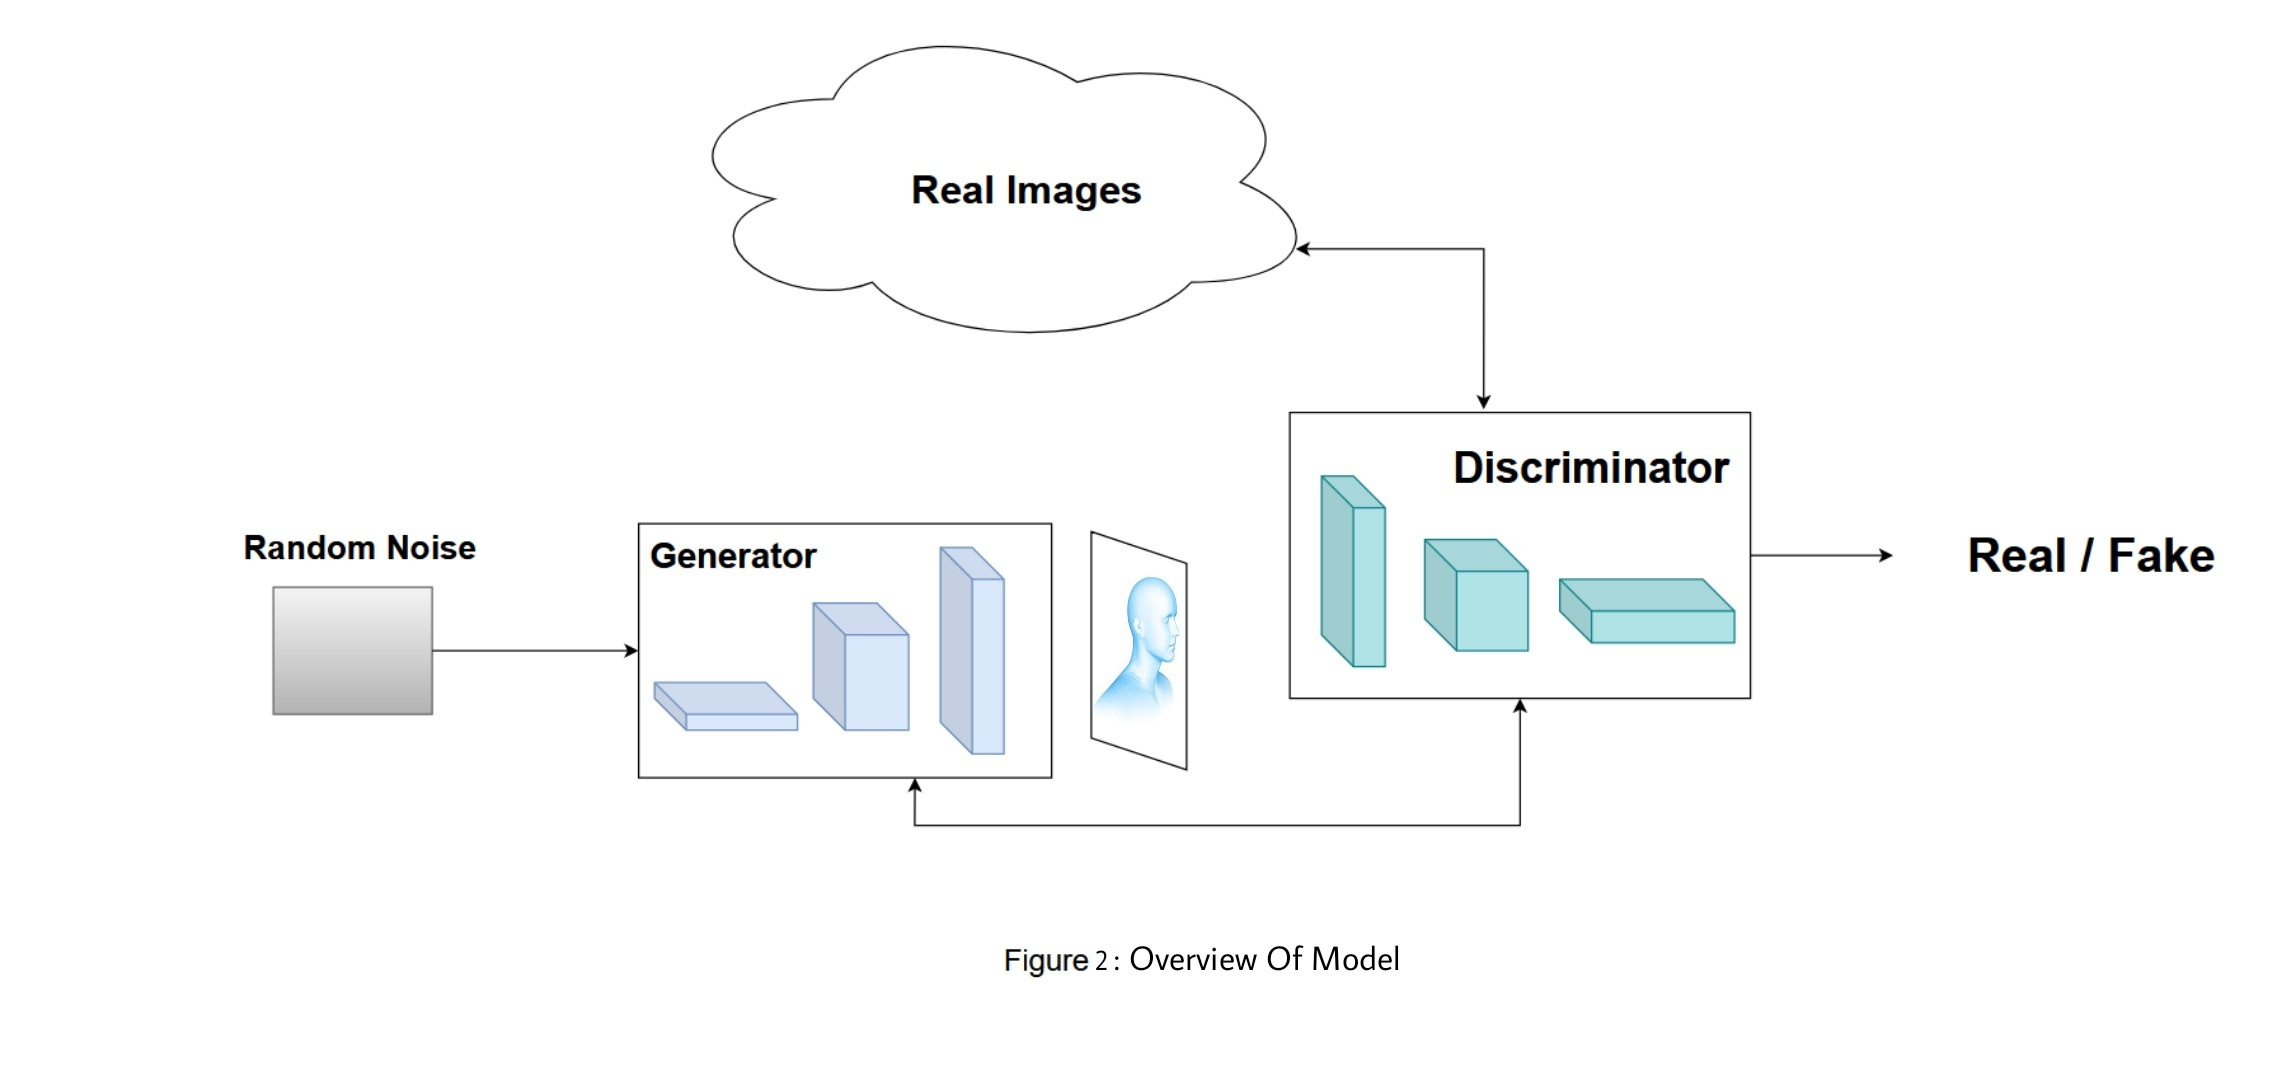 Real Images
Discriminator
Random Noise
Generator
Real / Fake
Figure 2: Overview Of Model